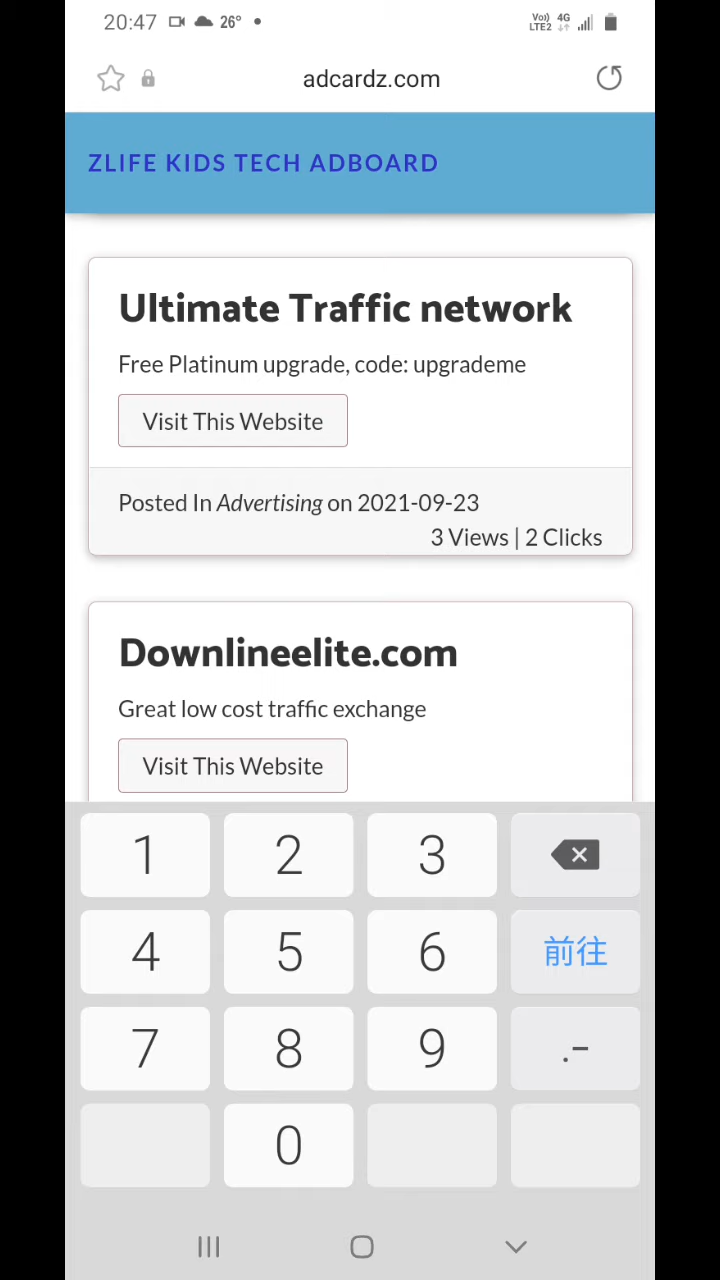 20:47 26° • Vo)) LTE2 4G
adcardz.com
ZLIFE KIDS TECH ADBOARD
Ultimate Traffic network
Free Platinum upgrade, code: upgrademe
Visit This Website
Posted In Advertising on 2021-09-23
3 Views | 2 Clicks
Downlineelite.com
Great low cost traffic exchange
Visit This Website
1 2 3
4 5 6 前往
7 8 9 .-
0